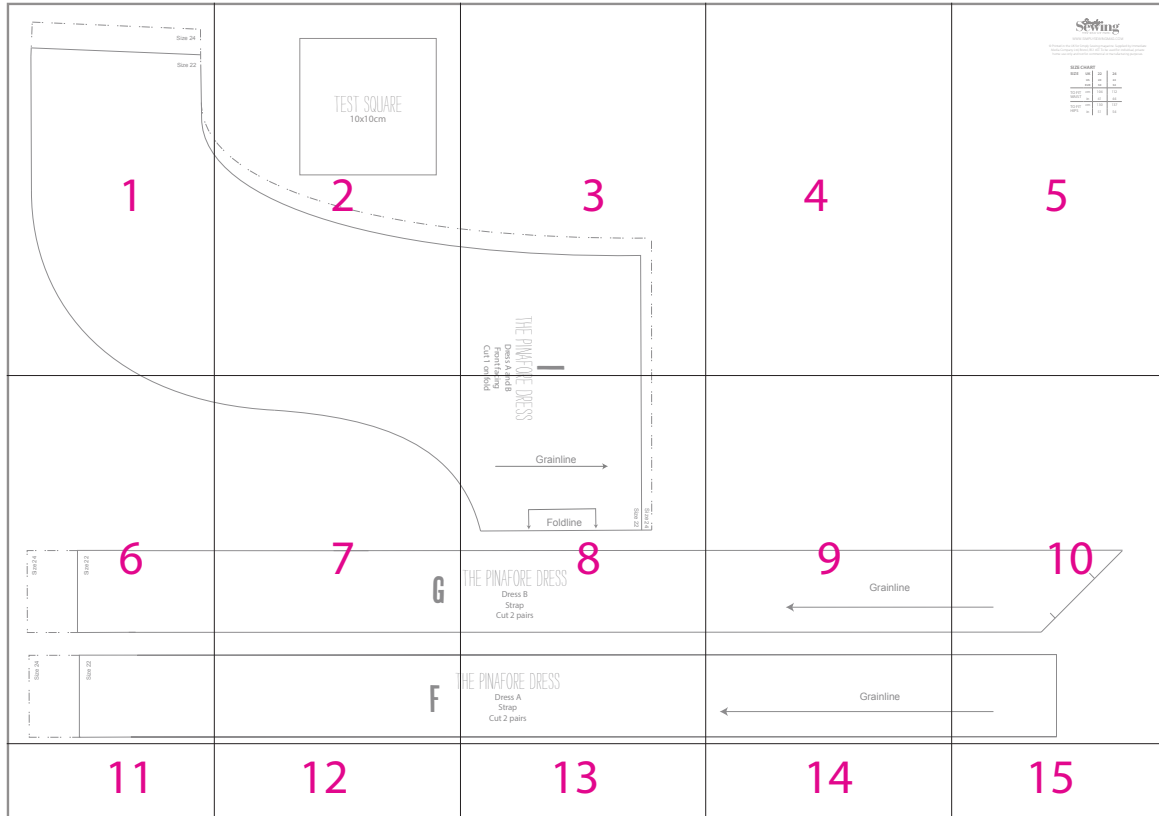 Size 24
Size 22
TEST SQUARE
10x10cm
Simply
Sewing
SIZE CHART
1
2
3
4
5
THE PINAFORE DRESS
Dress A and B
Front facing
Cut 1 on fold
I
Grainline
Foldline
Size 22
Size 24
6
7
8
9
10
Size 24
Size 22
G
THE PINAFORE DRESS
Dress B
Strap
Cut 2 pairs
Grainline
Size 24
Size 22
F
THE PINAFORE DRESS
Dress A
Strap
Cut 2 pairs
Grainline
11
12
13
14
15